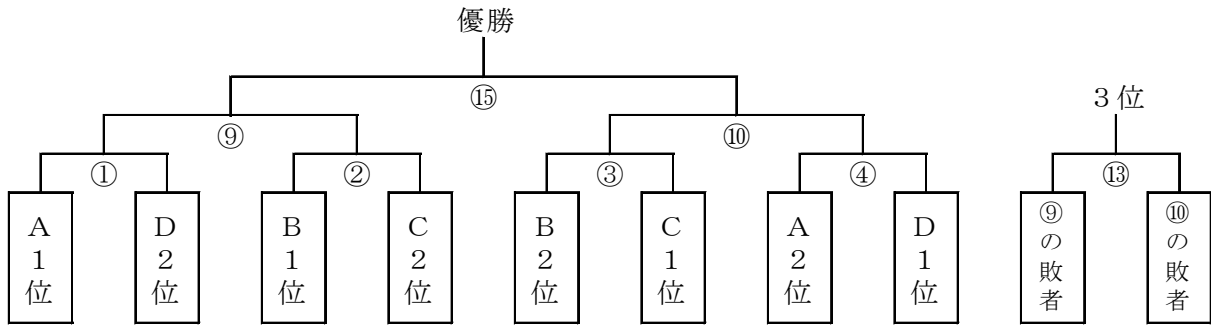 優勝
⑮
３位
⑨
⑩
①
②
③
④
⑬
A1位
D2位
B1位
C2位
B2位
C1位
A2位
D1位
⑨の敗者
⑩の敗者